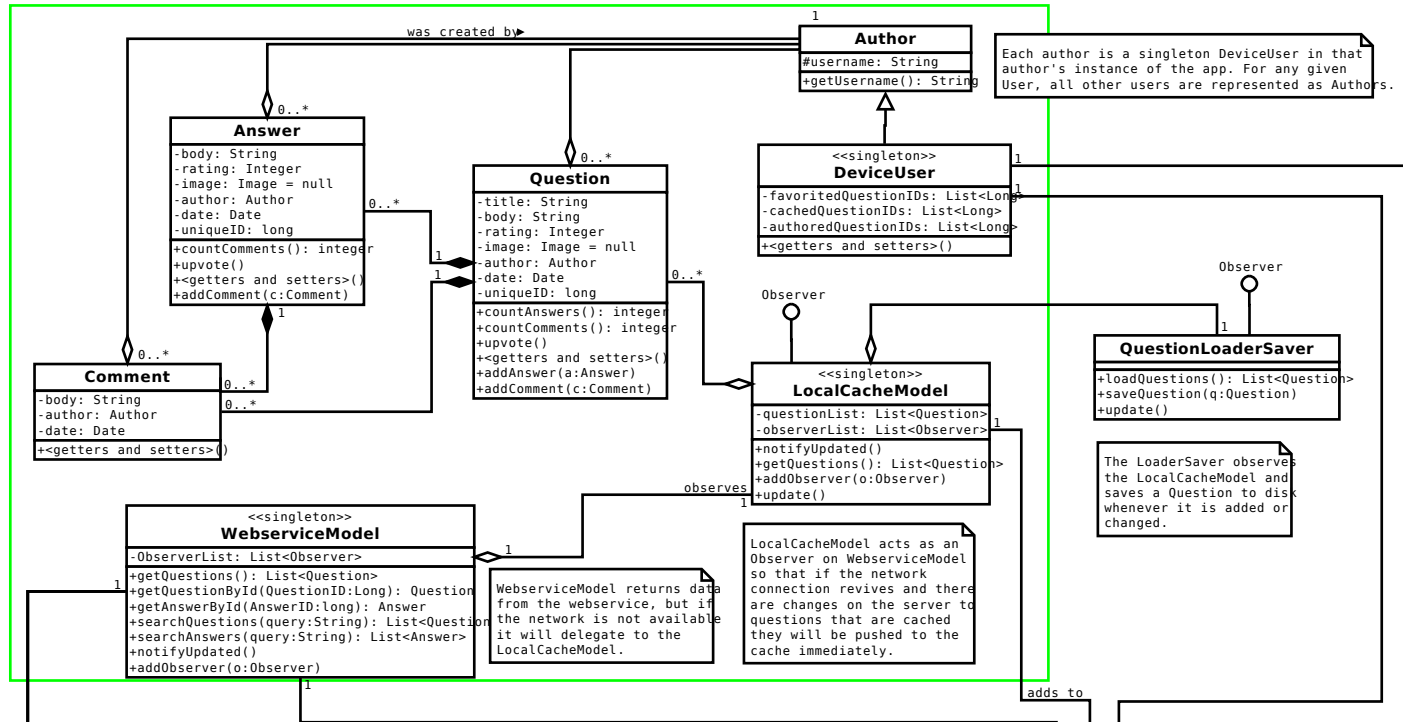 was created by▶
1
Author
#username: String
+getUsername(): String
Each author is a singleton DeviceUser in that
author's instance of the app. For any given
User, all other users are represented as Authors.
0..*
Answer
-body: String
-rating: Integer
-image: Image = null
-author: Author
-date: Date
-uniqueID: long
+countComments(): integer
+upvote()
+<getters and setters>()
+addComment(c:Comment)
0..*
1
0..*
Question
-title: String
-body: String
-rating: Integer
-image: Image = null
-author: Author
-date: Date
-uniqueID: long
+countAnswers(): integer
+countComments(): integer
+upvote()
+<getters and setters>()
+addAnswer(a:Answer)
+addComment(c:Comment)
1
1
0..*
<<singleton>>
DeviceUser
-favoritedQuestionIDs: List<Long>
-cachedQuestionIDs: List<Long>
-authoredQuestionIDs: List<Long>
+<getters and setters>()
1
1
Observer
Observer
1
QuestionLoaderSaver
+loadQuestions(): List<Question>
+saveQuestion(q:Question)
+update()
The LoaderSaver observes
the LocalCacheModel and
saves a Question to disk
whenever it is added or
changed.
0..*
Comment
-body: String
-author: Author
-date: Date
+<getters and setters>()
0..*
0..*
<<singleton>>
LocalCacheModel
-questionList: List<Question>
-observerList: List<Observer>
+notifyUpdated()
+getQuestions(): List<Question>
+addObserver(o:Observer)
+update()
1
observes
1
<<singleton>>
WebserviceModel
-ObserverList: List<Observer>
+getQuestions(): List<Question>
+getQuestionById(QuestionID:Long): Question
+getAnswerById(AnswerID:long): Answer
+searchQuestions(query:String): List<Question
+searchAnswers(query:String): List<Answer>
+notifyUpdated()
+addObserver(o:Observer)
1
1
1
WebserviceModel returns data
from the webservice, but if
the network is not available
it will delegate to the
LocalCacheModel.
LocalCacheModel acts as an
Observer on WebserviceModel
so that if the network
connection revives and there
are changes on the server to
questions that are cached
they will be pushed to the
cache immediately.
adds to